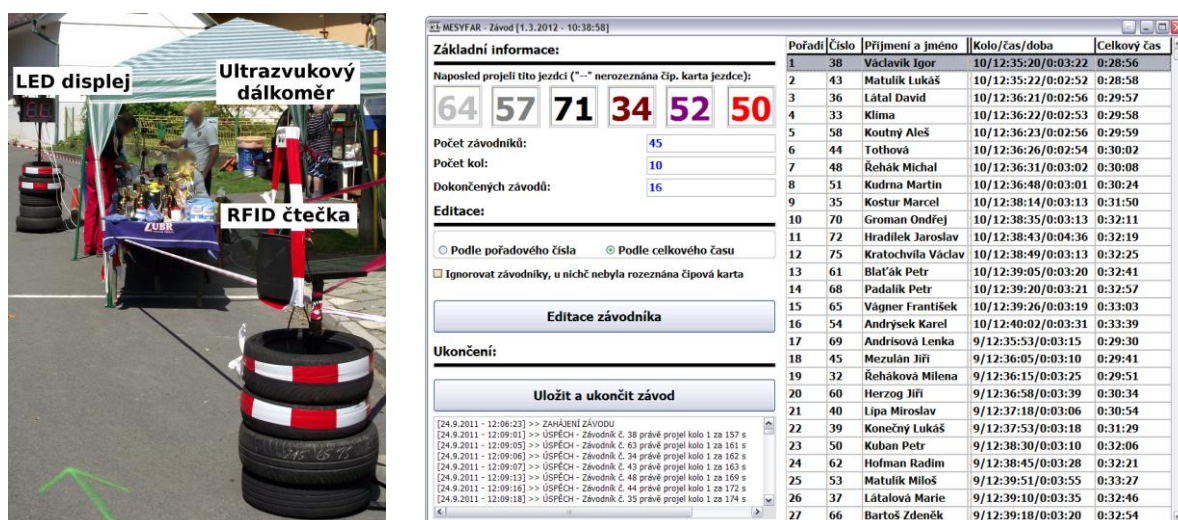 LED displej
Ultrazvukový
dálkoměr
RFID čtečka
ZUBR
MESYFAR - Závod [1.3.2012 - 10:38:58]
Základní informace:
Naposled projeli tito jezdci ("--" nerozeznána čip. karta jezdce):
64 57 71 34 52 50
Počet závodníků: 45
Počet kol: 10
Dokončených závodů: 16
Editace:
Podle pořadového čísla Podle celkového času
Ignorovat závodníky, u nichč nebyla rozeznána čipová karta
Editace závodníka
Ukončení:
Uložit a ukončit závod
[24.9.2011 - 12:06:23] >> ZAHÁJENÍ ZÁVODU
[24.9.2011 - 12:09:01] >> ÚSPĚCH - Závodník č. 38 právě projel kolo 1 za 157 s
[24.9.2011 - 12:09:05] >> ÚSPĚCH - Závodník č. 63 právě projel kolo 1 za 161 s
[24.9.2011 - 12:09:06] >> ÚSPĚCH - Závodník č. 34 právě projel kolo 1 za 162 s
[24.9.2011 - 12:09:07] >> ÚSPĚCH - Závodník č. 43 právě projel kolo 1 za 163 s
[24.9.2011 - 12:09:13] >> ÚSPĚCH - Závodník č. 48 právě projel kolo 1 za 169 s
[24.9.2011 - 12:09:16] >> ÚSPĚCH - Závodník č. 44 právě projel kolo 1 za 172 s
[24.9.2011 - 12:09:18] >> ÚSPĚCH - Závodník č. 35 právě projel kolo 1 za 174 s
Pořadí Číslo Příjmení a jméno Kolo/čas/doba Celkový čas
1 38 Václavík Igor 10/12:35:20/0:03:22 0:28:56
2 43 Matulík Lukáš 10/12:35:22/0:02:52 0:28:58
3 36 Látal David 10/12:36:21/0:02:56 0:29:57
4 33 Klíma 10/12:36:22/0:02:53 0:29:58
5 58 Koutný Aleš 10/12:36:23/0:02:56 0:29:59
6 44 Tothová 10/12:36:26/0:02:54 0:30:02
7 48 Řehák Michal 10/12:36:31/0:03:02 0:30:08
8 51 Kudrna Martin 10/12:36:48/0:03:01 0:30:24
9 35 Kostur Marcel 10/12:38:14/0:03:13 0:31:50
10 70 Groman Ondřej 10/12:38:35/0:03:13 0:32:11
11 72 Hradílek Jaroslav 10/12:38:43/0:04:36 0:32:19
12 75 Kratochvíla Václav 10/12:38:49/0:03:13 0:32:25
13 61 Blaťák Petr 10/12:39:05/0:03:20 0:32:41
14 68 Padalík Petr 10/12:39:20/0:03:21 0:32:57
15 65 Vágner František 10/12:39:26/0:03:19 0:33:03
16 54 Andrýsek Karel 10/12:40:02/0:03:31 0:33:39
17 69 Andrísová Lenka 9/12:35:53/0:03:15 0:29:30
18 45 Mezulán Jiří 9/12:36:05/0:03:10 0:29:41
19 32 Řeháková Milena 9/12:36:15/0:03:25 0:29:51
20 60 Herzog Jiří 9/12:36:58/0:03:39 0:30:34
21 40 Lípa Miroslav 9/12:37:18/0:03:06 0:30:54
22 39 Konečný Lukáš 9/12:37:53/0:03:18 0:31:29
23 50 Kuban Petr 9/12:38:30/0:03:10 0:32:06
24 62 Hofman Radim 9/12:38:45/0:03:28 0:32:21
25 53 Matulík Miloš 9/12:39:51/0:03:55 0:33:27
26 37 Látalová Marie 9/12:39:10/0:03:35 0:32:46
27 66 Bartoš Zdeněk 9/12:39:18/0:03:20 0:32:54